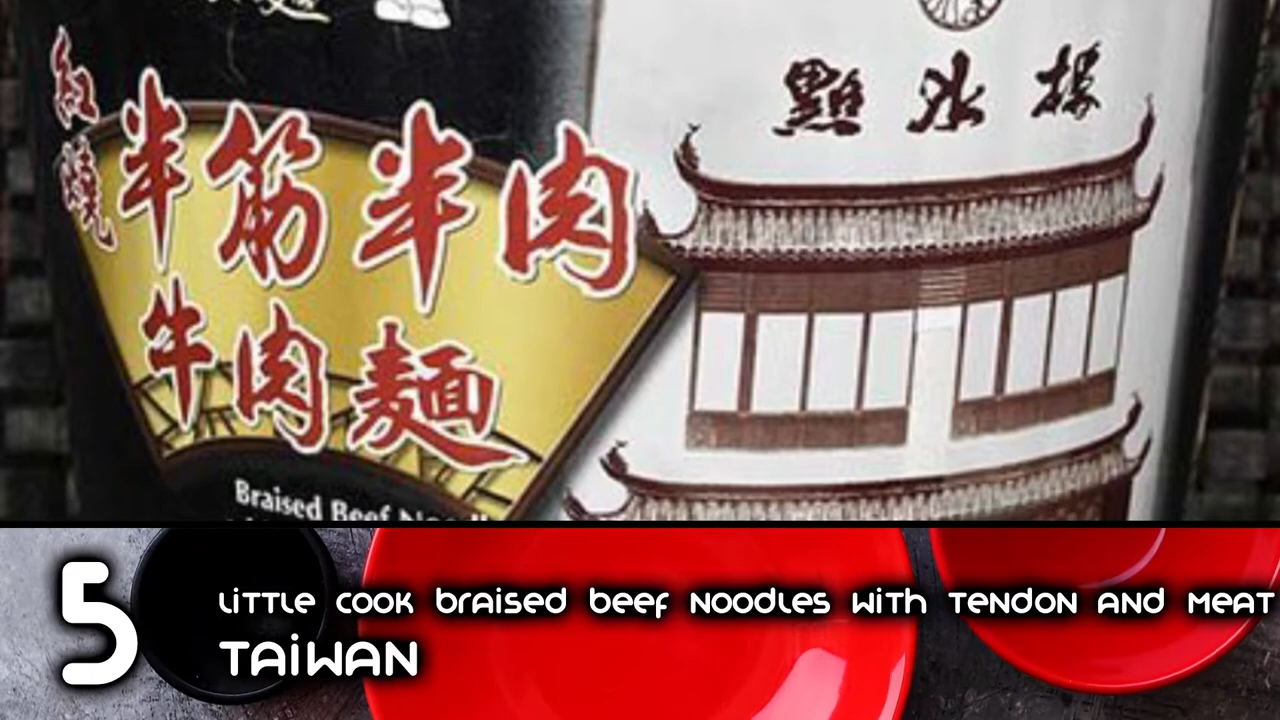 紅燒
半筋半肉
牛肉麵
Braised Beef
點水樓
5
Little Cook Braised Beef Noodles with Tendon and Meat
Taiwan